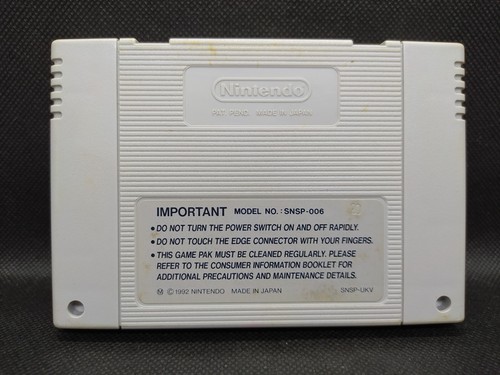 Nintendo
PAT. PEND. MADE IN JAPAN
IMPORTANT MODEL NO. : SNSP-006
• DO NOT TURN THE POWER SWITCH ON AND OFF RAPIDLY.
• DO NOT TOUCH THE EDGE CONNECTOR WITH YOUR FINGERS.
• THIS GAME PAK MUST BE CLEANED REGULARLY. PLEASE
REFER TO THE CONSUMER INFORMATION BOOKLET FOR
ADDITIONAL PRECAUTIONS AND MAINTENANCE DETAILS.
Ⓜ © 1992 NINTENDO MADE IN JAPAN SNSP-UKV